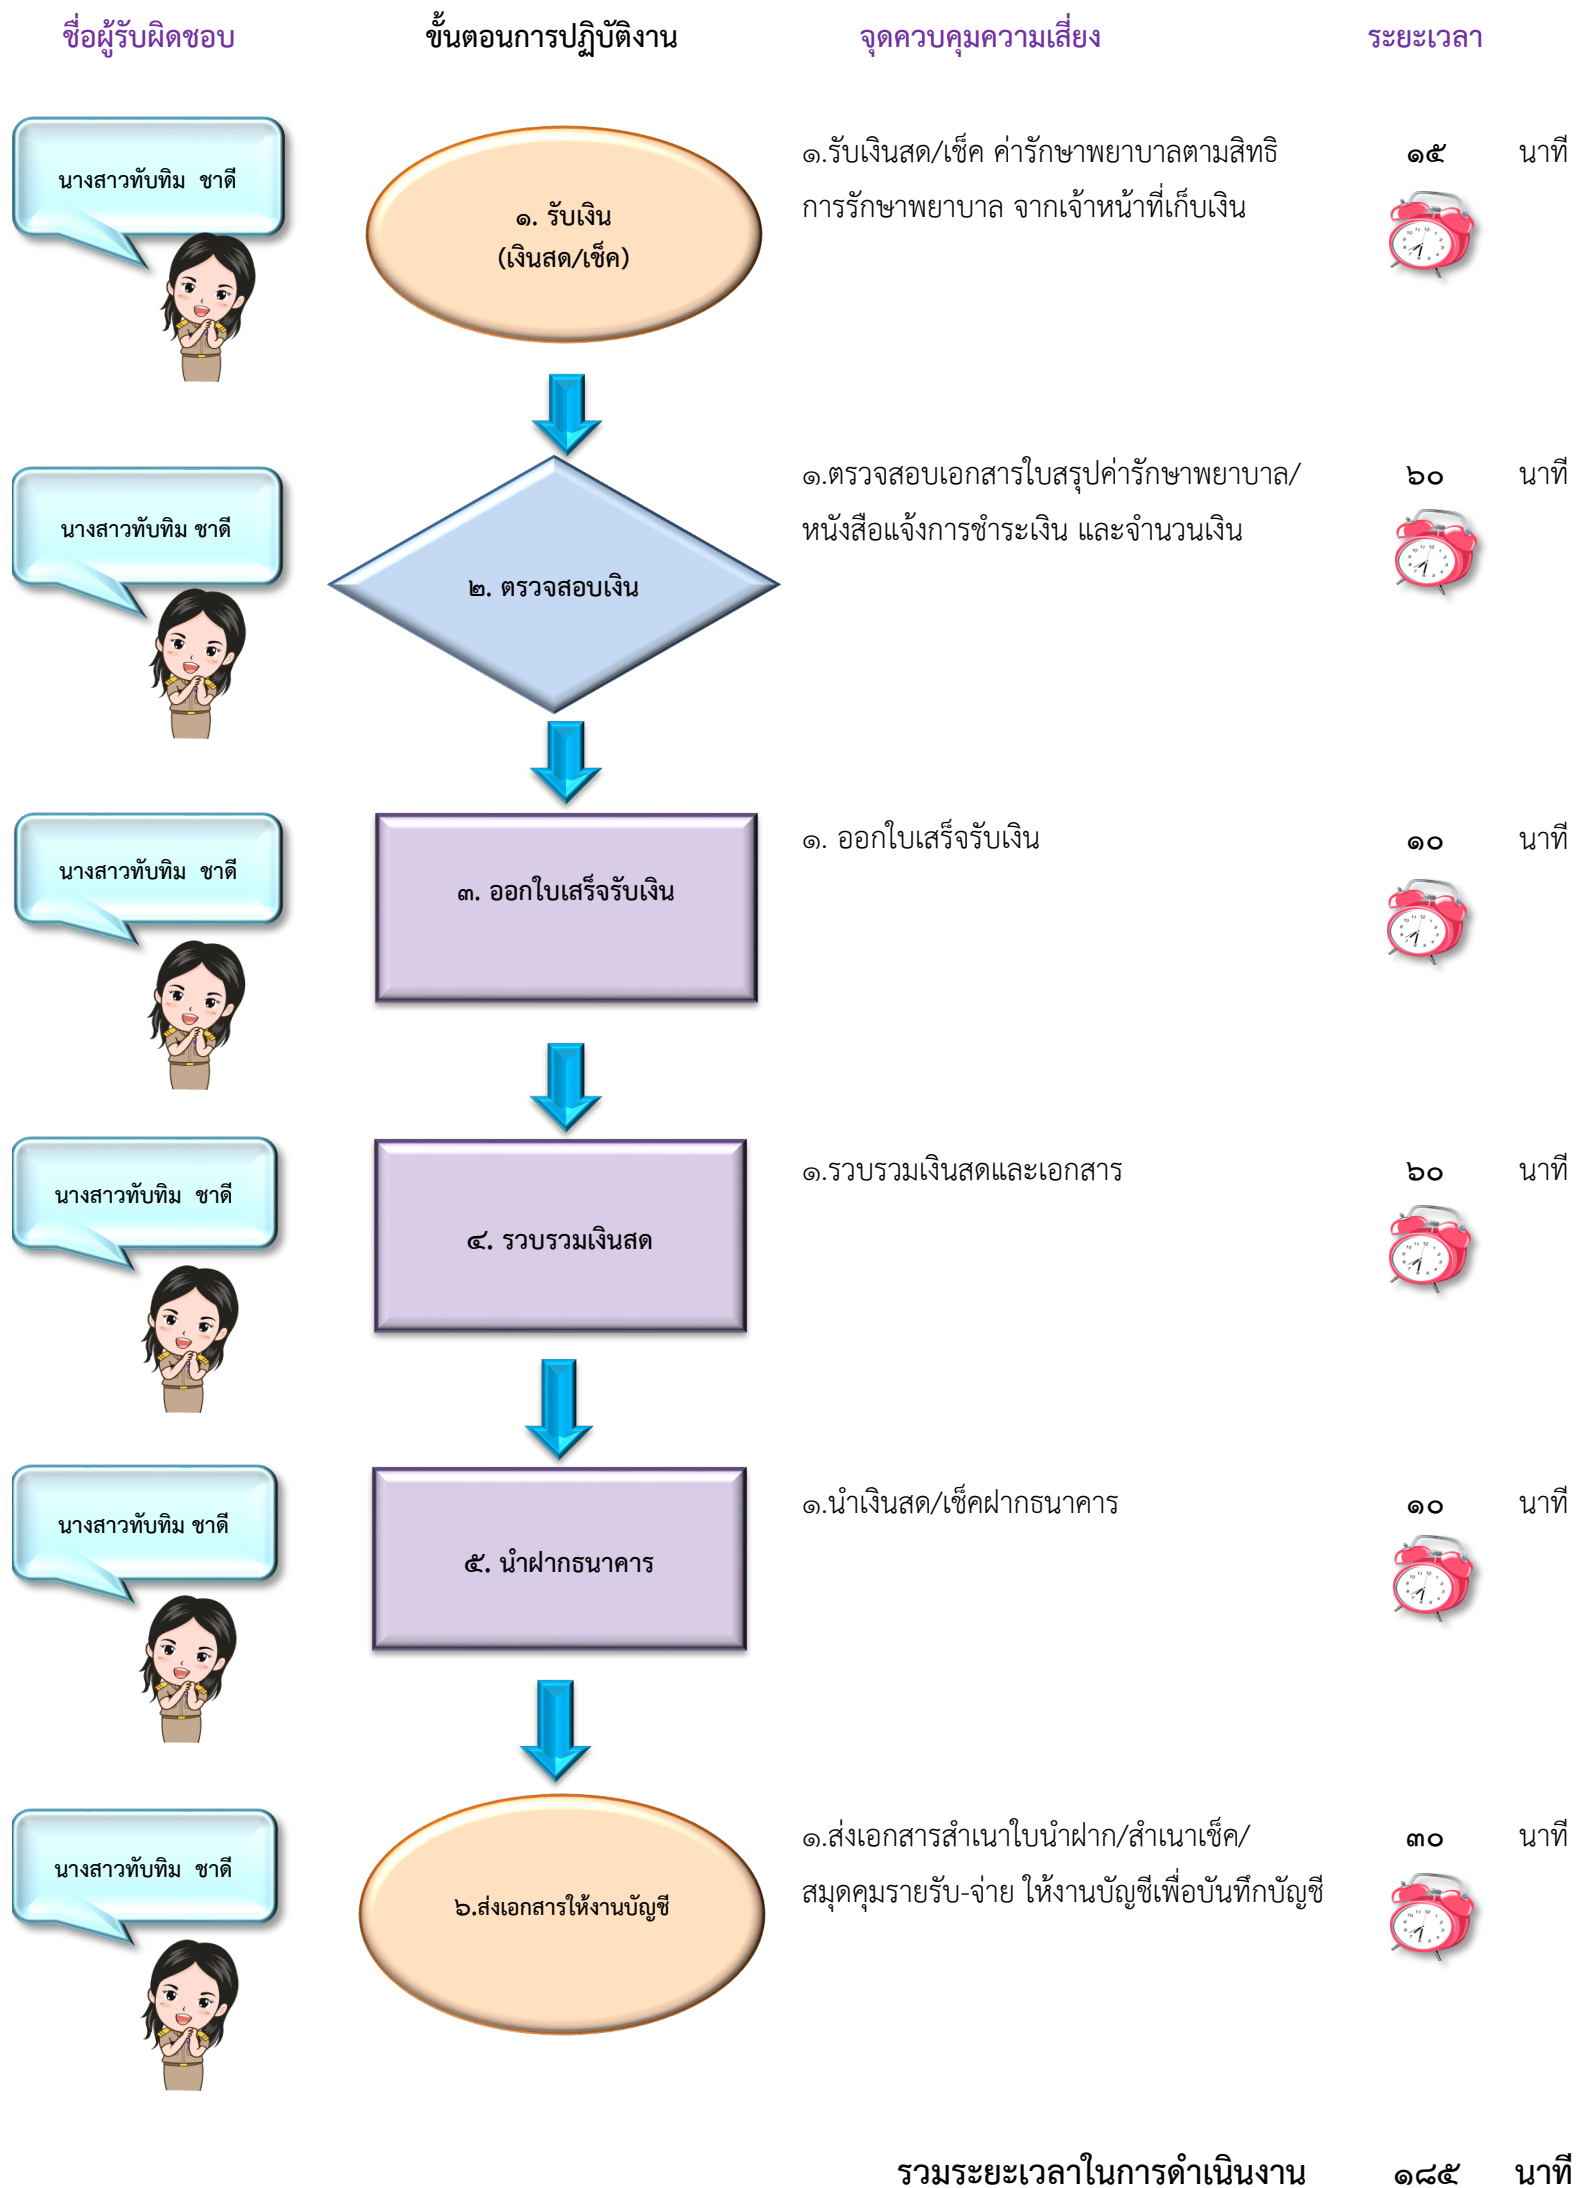 ชื่อผู้รับผิดชอบ ขั้นตอนการปฏิบัติงาน จุดควบคุมความเสี่ยง ระยะเวลา
นางสาวทับทิม ชาดี
๑. รับเงิน
(เงินสด/เช็ค)
๑.รับเงินสด/เช็ค ค่ารักษาพยาบาลตามสิทธิ
การรักษาพยาบาล จากเจ้าหน้าที่เก็บเงิน
๑๕ นาที
นางสาวทับทิม ชาดี
๒. ตรวจสอบเงิน
๑.ตรวจสอบเอกสารใบสรุปค่ารักษาพยาบาล/
หนังสือแจ้งการชำระเงิน และจำนวนเงิน
๖๐ นาที
นางสาวทับทิม ชาดี
๓. ออกใบเสร็จรับเงิน
๑. ออกใบเสร็จรับเงิน
๑๐ นาที
นางสาวทับทิม ชาดี
๔. รวบรวมเงินสด
๑.รวบรวมเงินสดและเอกสาร
๖๐ นาที
นางสาวทับทิม ชาดี
๕. นำฝากธนาคาร
๑.นำเงินสด/เช็คฝากธนาคาร
๑๐ นาที
นางสาวทับทิม ชาดี
๖.ส่งเอกสารให้งานบัญชี
๑.ส่งเอกสารสำเนาใบนำฝาก/สำเนาเช็ค/
สมุดคุมรายรับ-จ่าย ให้งานบัญชีเพื่อบันทึกบัญชี
๓๐ นาที
รวมระยะเวลาในการดำเนินงาน ๑๘๕ นาที